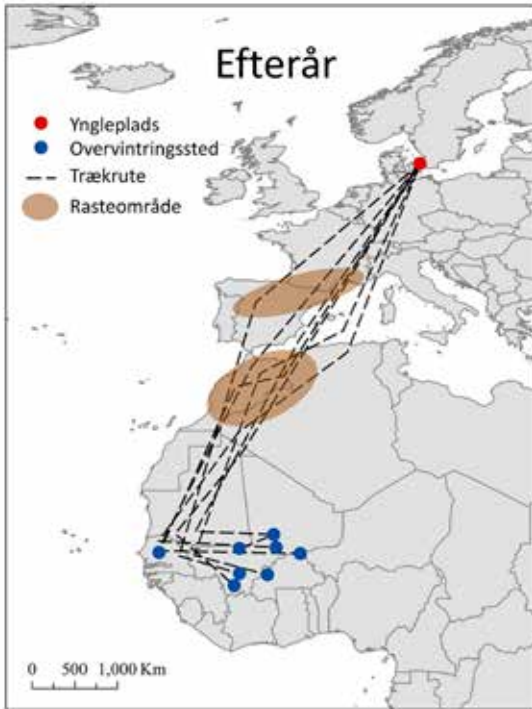 Efterår
Yngleplads
Overvintringssted
Trækrute
Rasteområde
0 500 1,000 Km